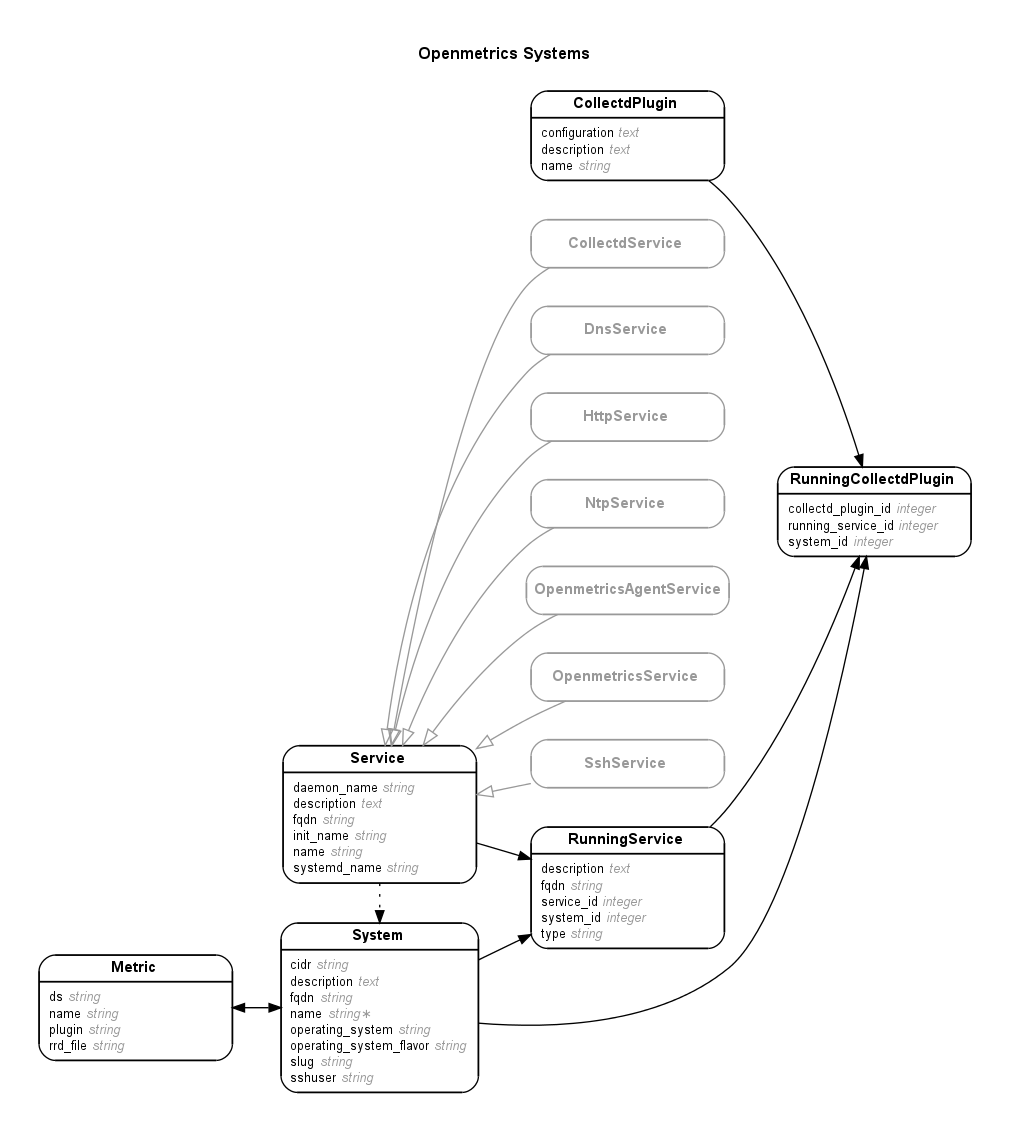 Openmetrics Systems
CollectdPlugin
configuration text
description text
name string
CollectdService
DnsService
HttpService
NtpService
OpenmetricsAgentService
OpenmetricsService
SshService
RunningCollectdPlugin
collectd_plugin_id integer
running_service_id integer
system_id integer
Service
daemon_name string
description text
fqdn string
init_name string
name string
systemd_name string
RunningService
description text
fqdn string
service_id integer
system_id integer
type string
System
cidr string
description text
fqdn string
name string*
operating_system string
operating_system_flavor string
slug string
sshuser string
Metric
ds string
name string
plugin string
rrd_file string